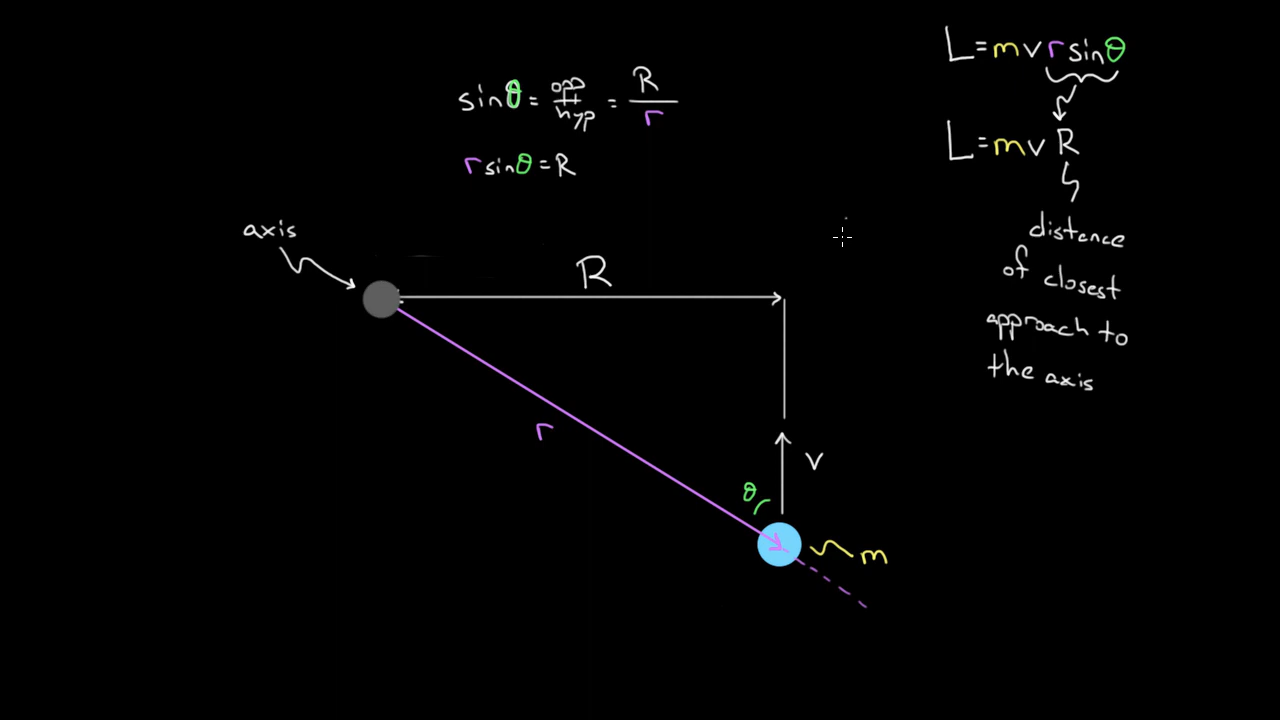 L=mvrsinθ
sinθ = opp/hyp = R/r
L=mvR
rsinθ=R
distance
of closest
approach to
the axis
axis
R
r
v
θ
m